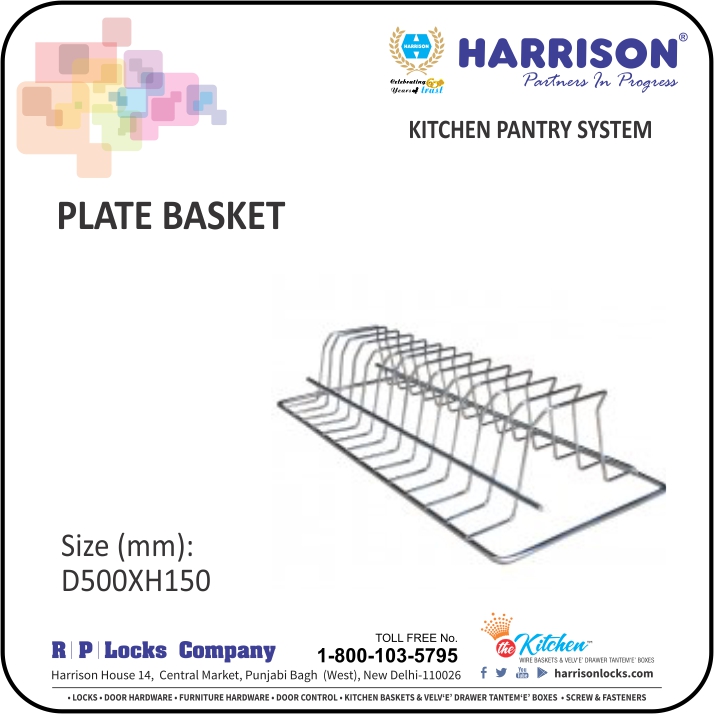 HARRISON
Celebrating
Years of trust
HARRISON®
Partners In Progress
KITCHEN PANTRY SYSTEM
PLATE BASKET
Size (mm):
D500XH150
R|P|Locks Company
Harrison House 14, Central Market, Punjabi Bagh (West), New Delhi-110026
TOLL FREE No.
1-800-103-5795
the Kitchen™
WIRE BASKETS & VELV'E' DRAWER TANTEM'E' BOXES
f You Tube harrisonlocks.com
• LOCKS • DOOR HARDWARE • FURNITURE HARDWARE • DOOR CONTROL • KITCHEN BASKETS & VELV'E' DRAWER TANTEM'E' BOXES • SCREW & FASTENERS